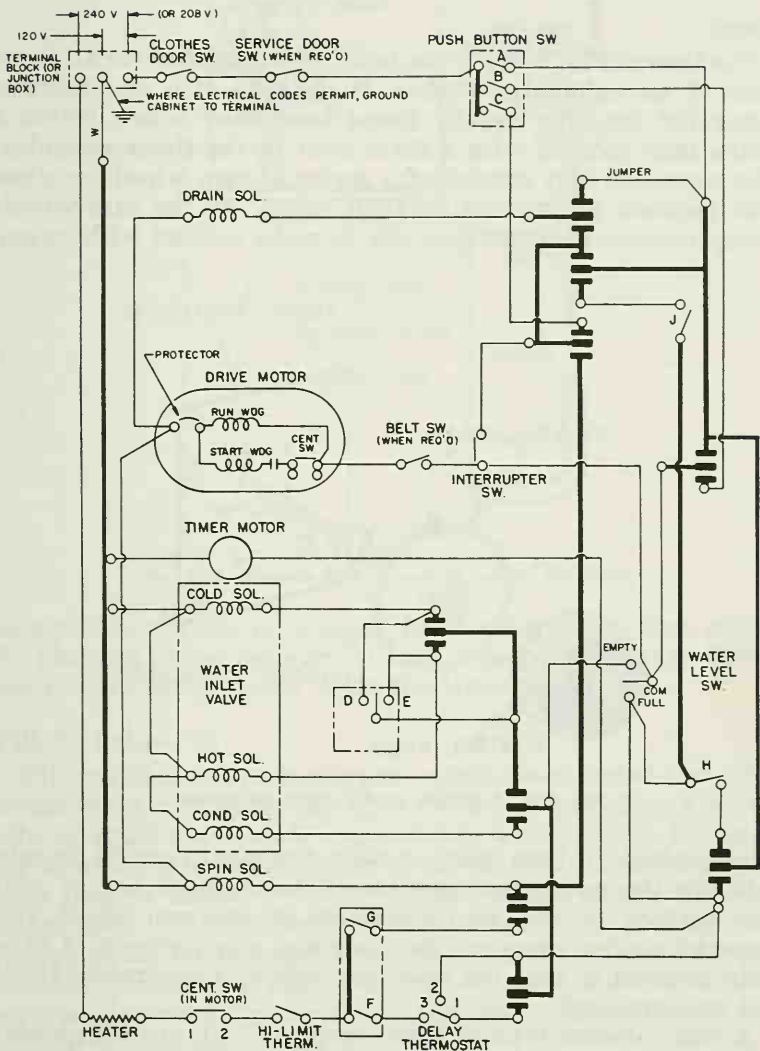 240 V
(OR 208 V)
120 V
TERMINAL
BLOCK (OR
JUNCTION
BOX)
CLOTHES
DOOR SW.
SERVICE DOOR
SW. (WHEN REQ'D)
PUSH BUTTON SW.
A
B
C
WHERE ELECTRICAL CODES PERMIT, GROUND
CABINET TO TERMINAL
W
JUMPER
DRAIN SOL.
J
PROTECTOR
DRIVE MOTOR
RUN WDG
START WDG
CENT
SW
BELT SW.
(WHEN REQ'D)
INTERRUPTER
SW.
TIMER MOTOR
COLD SOL.
WATER
INLET
VALVE
D
E
EMPTY
COM
FULL
WATER
LEVEL
SW.
HOT SOL.
H
COND SOL.
SPIN SOL.
G
F
CENT. SW
(IN MOTOR)
2
3
1
HEATER
1
2
HI-LIMIT
THERM.
DELAY
THERMOSTAT